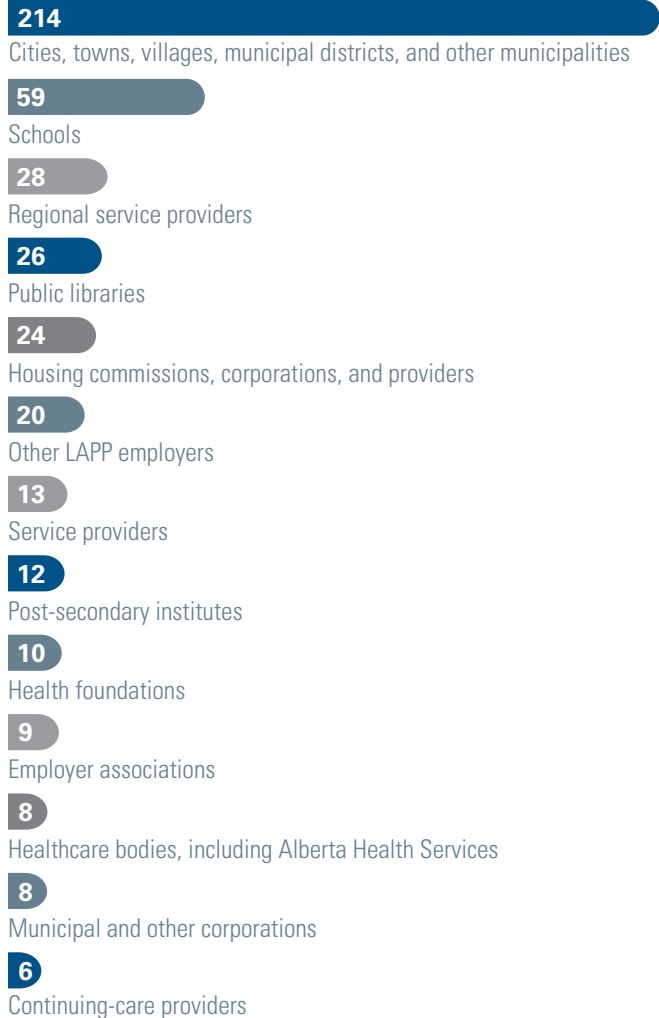 214
Cities, towns, villages, municipal districts, and other municipalities
59
Schools
28
Regional service providers
26
Public libraries
24
Housing commissions, corporations, and providers
20
Other LAPP employers
13
Service providers
12
Post-secondary institutes
10
Health foundations
9
Employer associations
8
Healthcare bodies, including Alberta Health Services
8
Municipal and other corporations
6
Continuing-care providers